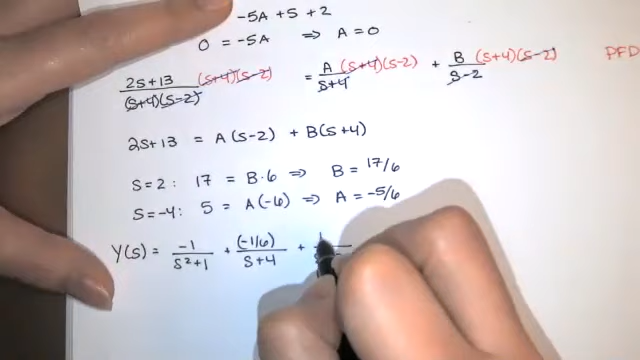 -5A + 5 + 2
0 = -5A ⇒ A = 0
2s+13/(s+4)(s-2) (s+4)(s-2) = A/s+4 (s+4)(s-2) + B/s-2 (s+4)(s-2) PFD
2s+13 = A(s-2) + B(s+4)
s=2: 17 = B·6 ⇒ B = 17/6
s=-4: 5 = A(-6) ⇒ A = -5/6
Y(s) = -1/s²+1 + (-1/6)/s+4 +